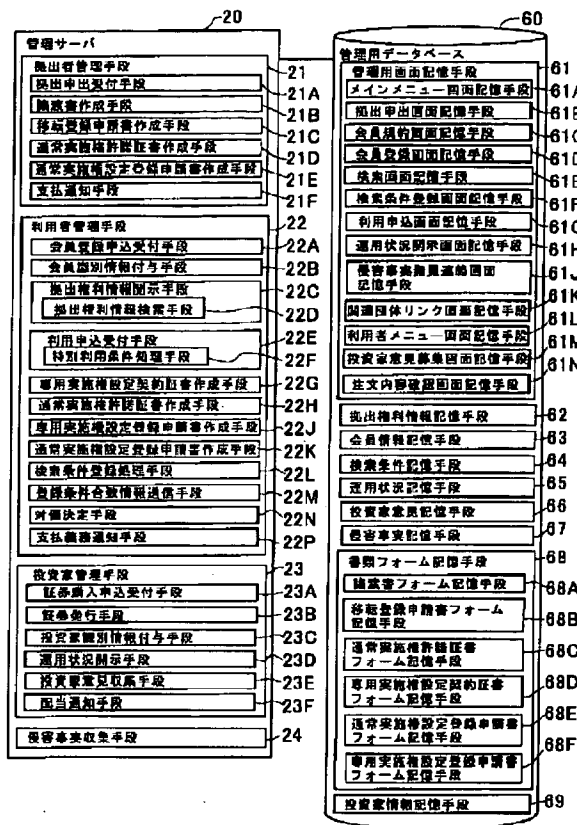 20
管理サーバ
拠出者管理手段
21
拠出申出受付手段
21A
譲渡書作成手段
21B
移転登録申請書作成手段
21C
通常実施権許諾証書作成手段
21D
通常実施権設定登録申請書作成手段
21E
支払通知手段
21F
利用者管理手段
22
会員登録申込受付手段
22A
会員識別情報付与手段
22B
拠出権利情報開示手段
22C
拠出権利情報検索手段
22D
利用申込受付手段
22E
特別利用条件処理手段
22F
専用実施権設定契約証書作成手段
22G
通常実施権許諾証書作成手段
22H
専用実施権設定登録申請書作成手段
22J
通常実施権設定登録申請書作成手段
22K
検索条件登録処理手段
22L
登録条件合致情報送信手段
22M
対価決定手段
22N
支払義務通知手段
22P
投資家管理手段
23
証券購入申込受付手段
23A
証券発行手段
23B
投資家識別情報付与手段
23C
運用状況開示手段
23D
投資家意見収集手段
23E
配当通知手段
23F
侵害事実収集手段
24
60
管理用データベース
管理用画面記憶手段
61
メインメニュー画面記憶手段
61A
拠出申出画面記憶手段
61B
会員規約画面記憶手段
61C
会員登録画面記憶手段
61D
検索画面記憶手段
61E
検索条件登録画面記憶手段
61F
利用申込画面記憶手段
61G
運用状況開示画面記憶手段
61H
侵害事実動員連絡画面
記憶手段
61J
関連団体リンク画面記憶手段
61K
利用者メニュー画面記憶手段
61L
投資家意見募集画面記憶手段
61M
注文内容確認画面記憶手段
61N
拠出権利情報記憶手段
62
会員情報記憶手段
63
検索条件記憶手段
64
運用状況記憶手段
65
投資家意見記憶手段
66
侵害事実記憶手段
67
書類フォーム記憶手段
68
譲渡書フォーム記憶手段
68A
移転登録申請書フォーム
記憶手段
68B
通常実施権許諾証書
フォーム記憶手段
68C
専用実施権設定契約証書
フォーム記憶手段
68D
通常実施権設定登録申請書
フォーム記憶手段
68E
専用実施権設定登録申請書
フォーム記憶手段
68F
投資家情報記憶手段
69